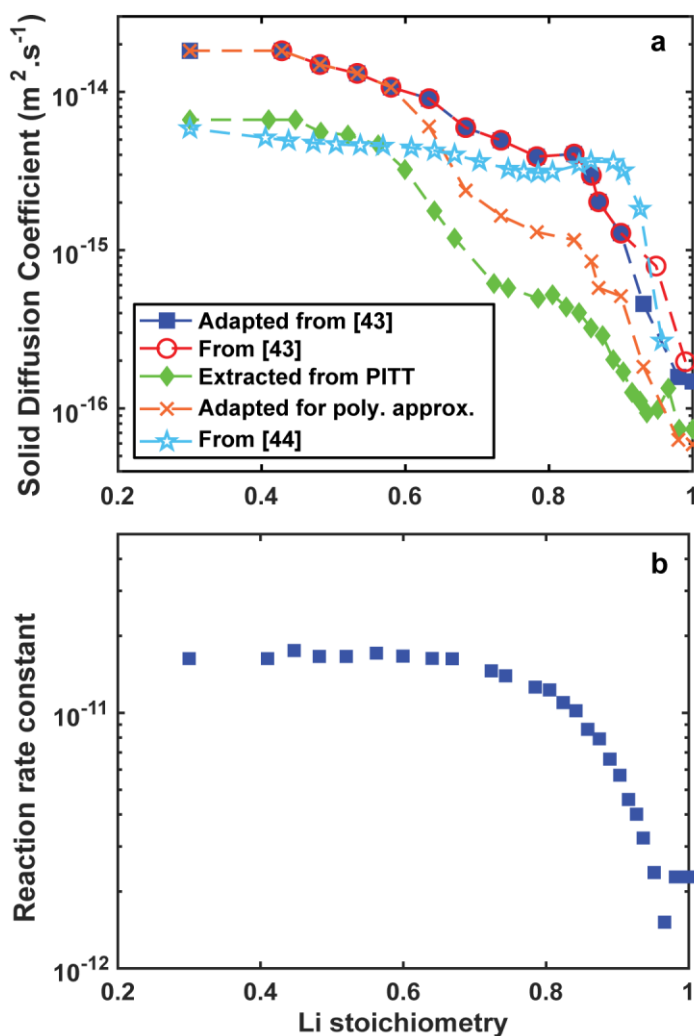 a
Solid Diffusion Coefficient (m².s⁻¹)
10⁻¹⁴
10⁻¹⁵
10⁻¹⁶
Adapted from [43]
From [43]
Extracted from PITT
Adapted for poly. approx.
From [44]
0.2 0.4 0.6 0.8 1
b
Reaction rate constant
10⁻¹¹
10⁻¹²
0.2 0.4 0.6 0.8 1
Li stoichiometry